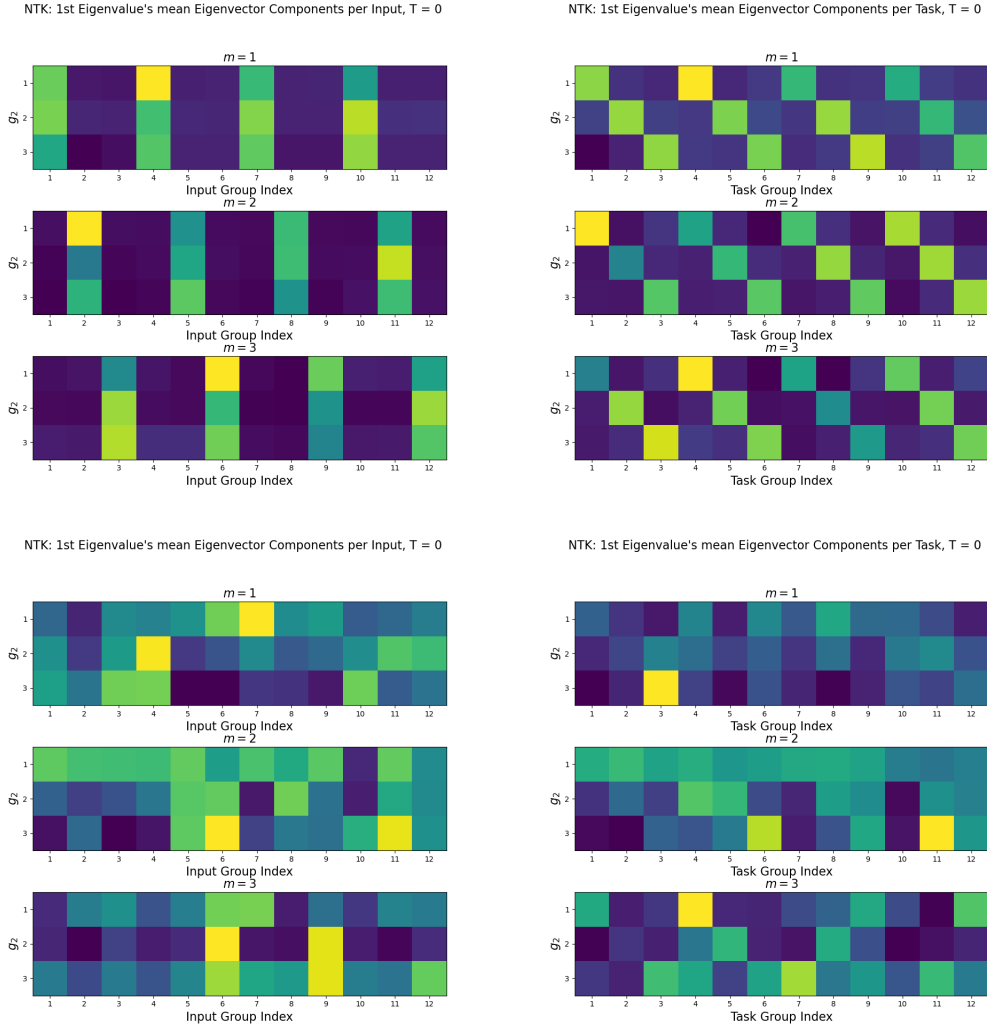 NTK: 1st Eigenvalue's mean Eigenvector Components per Input, T = 0
m = 1
g2
1
2
3
1 2 3 4 5 6 7 8 9 10 11 12
Input Group Index
m = 2
g2
1
2
3
1 2 3 4 5 6 7 8 9 10 11 12
Input Group Index
m = 3
g2
1
2
3
1 2 3 4 5 6 7 8 9 10 11 12
Input Group Index
NTK: 1st Eigenvalue's mean Eigenvector Components per Task, T = 0
m = 1
g2
1
2
3
1 2 3 4 5 6 7 8 9 10 11 12
Task Group Index
m = 2
g2
1
2
3
1 2 3 4 5 6 7 8 9 10 11 12
Task Group Index
m = 3
g2
1
2
3
1 2 3 4 5 6 7 8 9 10 11 12
Task Group Index
NTK: 1st Eigenvalue's mean Eigenvector Components per Input, T = 0
m = 1
g2
1
2
3
1 2 3 4 5 6 7 8 9 10 11 12
Input Group Index
m = 2
g2
1
2
3
1 2 3 4 5 6 7 8 9 10 11 12
Input Group Index
m = 3
g2
1
2
3
1 2 3 4 5 6 7 8 9 10 11 12
Input Group Index
NTK: 1st Eigenvalue's mean Eigenvector Components per Task, T = 0
m = 1
g2
1
2
3
1 2 3 4 5 6 7 8 9 10 11 12
Task Group Index
m = 2
g2
1
2
3
1 2 3 4 5 6 7 8 9 10 11 12
Task Group Index
m = 3
g2
1
2
3
1 2 3 4 5 6 7 8 9 10 11 12
Task Group Index